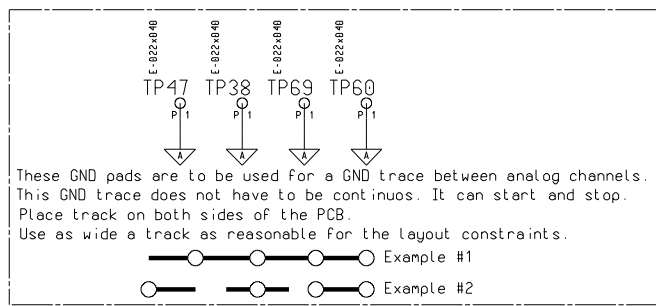 E-022x040 E-022x040 E-022x040 E-022x040
TP47 TP38 TP69 TP60
P 1 P 1 P 1 P 1
A A A A
These GND pads are to be used for a GND trace between analog channels.
This GND trace does not have to be continuos. It can start and stop.
Place track on both sides of the PCB.
Use as wide a track as reasonable for the layout constraints.
Example #1
Example #2